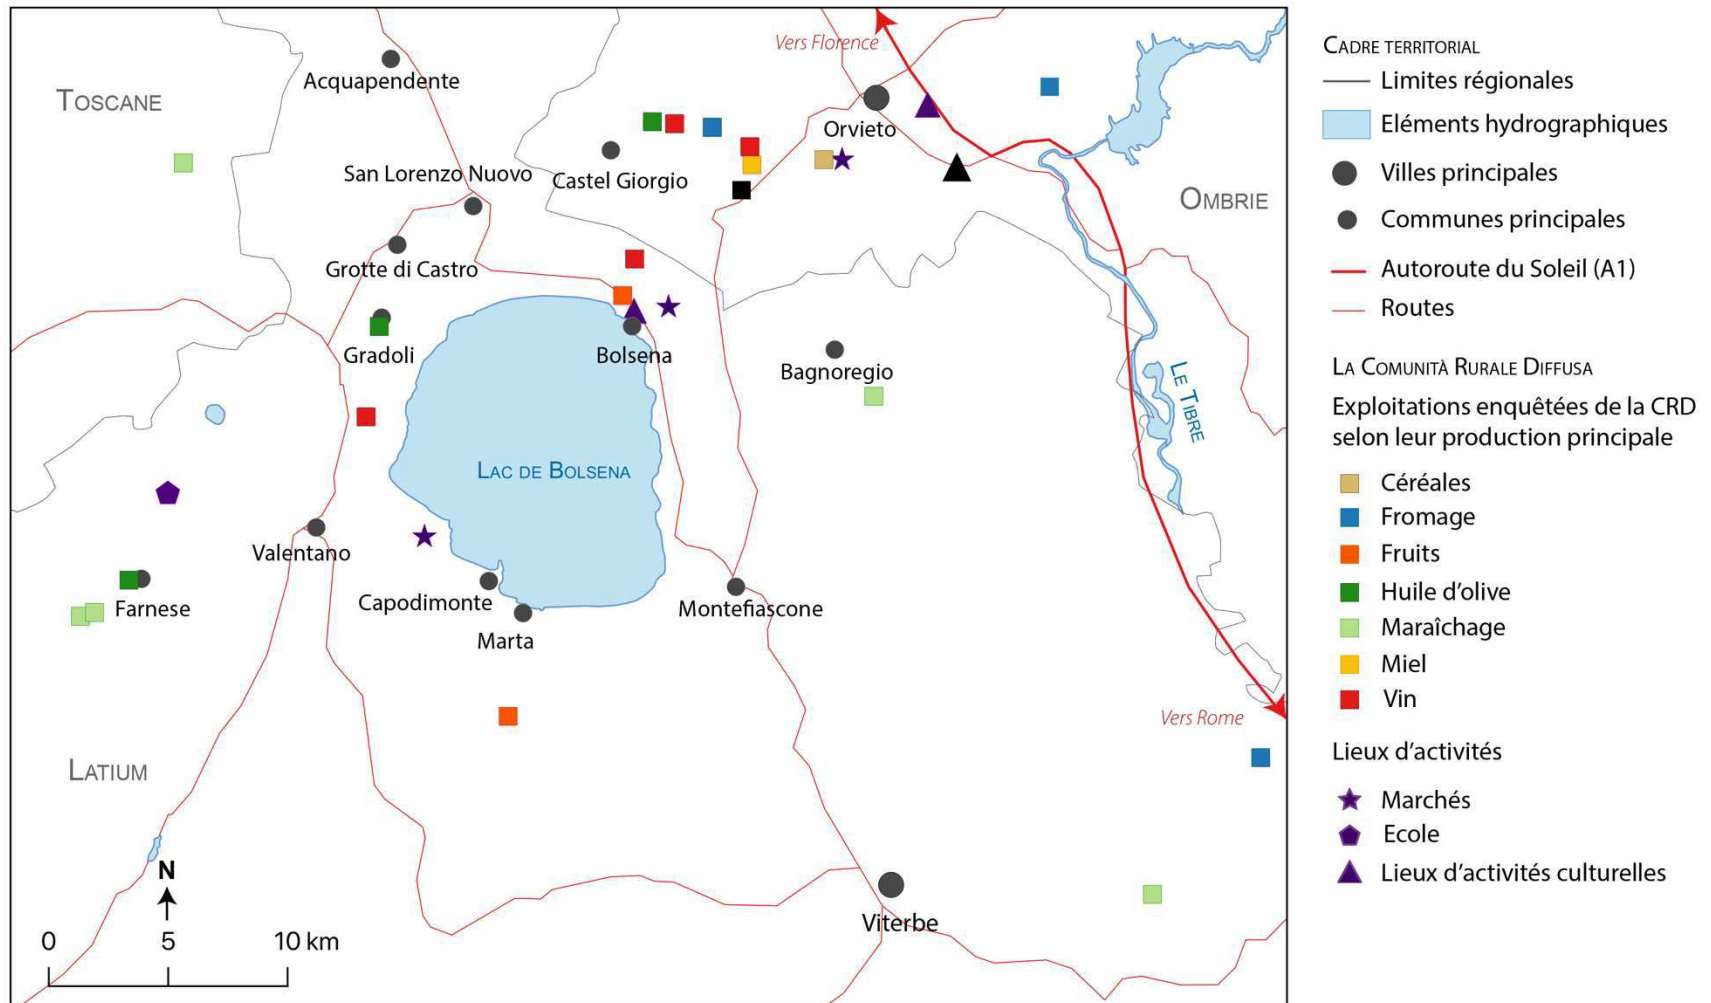 Vers Florence
Acquapendente
TOSCANE
Orvieto
San Lorenzo Nuovo
Castel Giorgio
OMBRIE
Grotte di Castro
Gradoli
Bolsena
Bagnoregio
LE TIBRE
LAC DE BOLSENA
Valentano
Farnese
Capodimonte
Montefiascone
Marta
Vers Rome
LATIUM
Viterbe
N
0 5 10 km
CADRE TERRITORIAL
Limites régionales
Eléments hydrographiques
Villes principales
Communes principales
Autoroute du Soleil (A1)
Routes
LA COMUNITÀ RURALE DIFFUSA
Exploitations enquêtées de la CRD
selon leur production principale
Céréales
Fromage
Fruits
Huile d'olive
Maraîchage
Miel
Vin
Lieux d'activités
Marchés
Ecole
Lieux d'activités culturelles